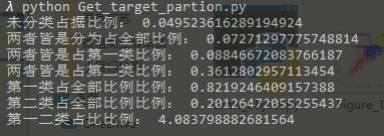 λ python Get_target_partion.py
未分类占据比例： 0.049523616289194924
两者皆是分为占全部比例： 0.07271297775748814
两者皆是占第一类比例： 0.08846672083766187
两者皆是占第二类比例： 0.3612802957113454
第一类占全部比例比例： 0.8219246409157388
第二类占全部比例比例： 0.20126472055255437
第一二类占比比例： 4.083798882681564